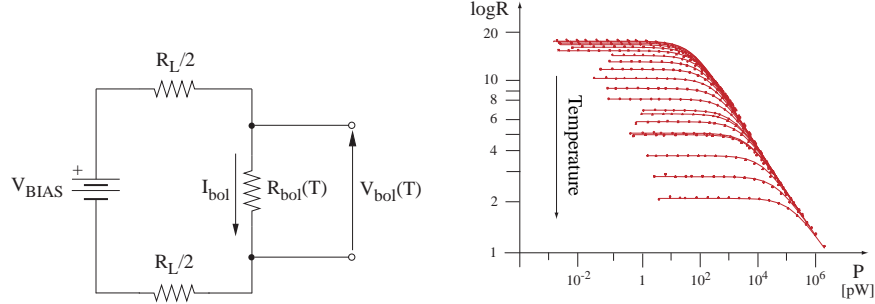 R_L/2
+
V_BIAS
I_bol
R_bol(T)
V_bol(T)
R_L/2
logR
20
10
8
6
4
2
1
Temperature
10^-2
1
10^2
10^4
10^6
P
[pW]